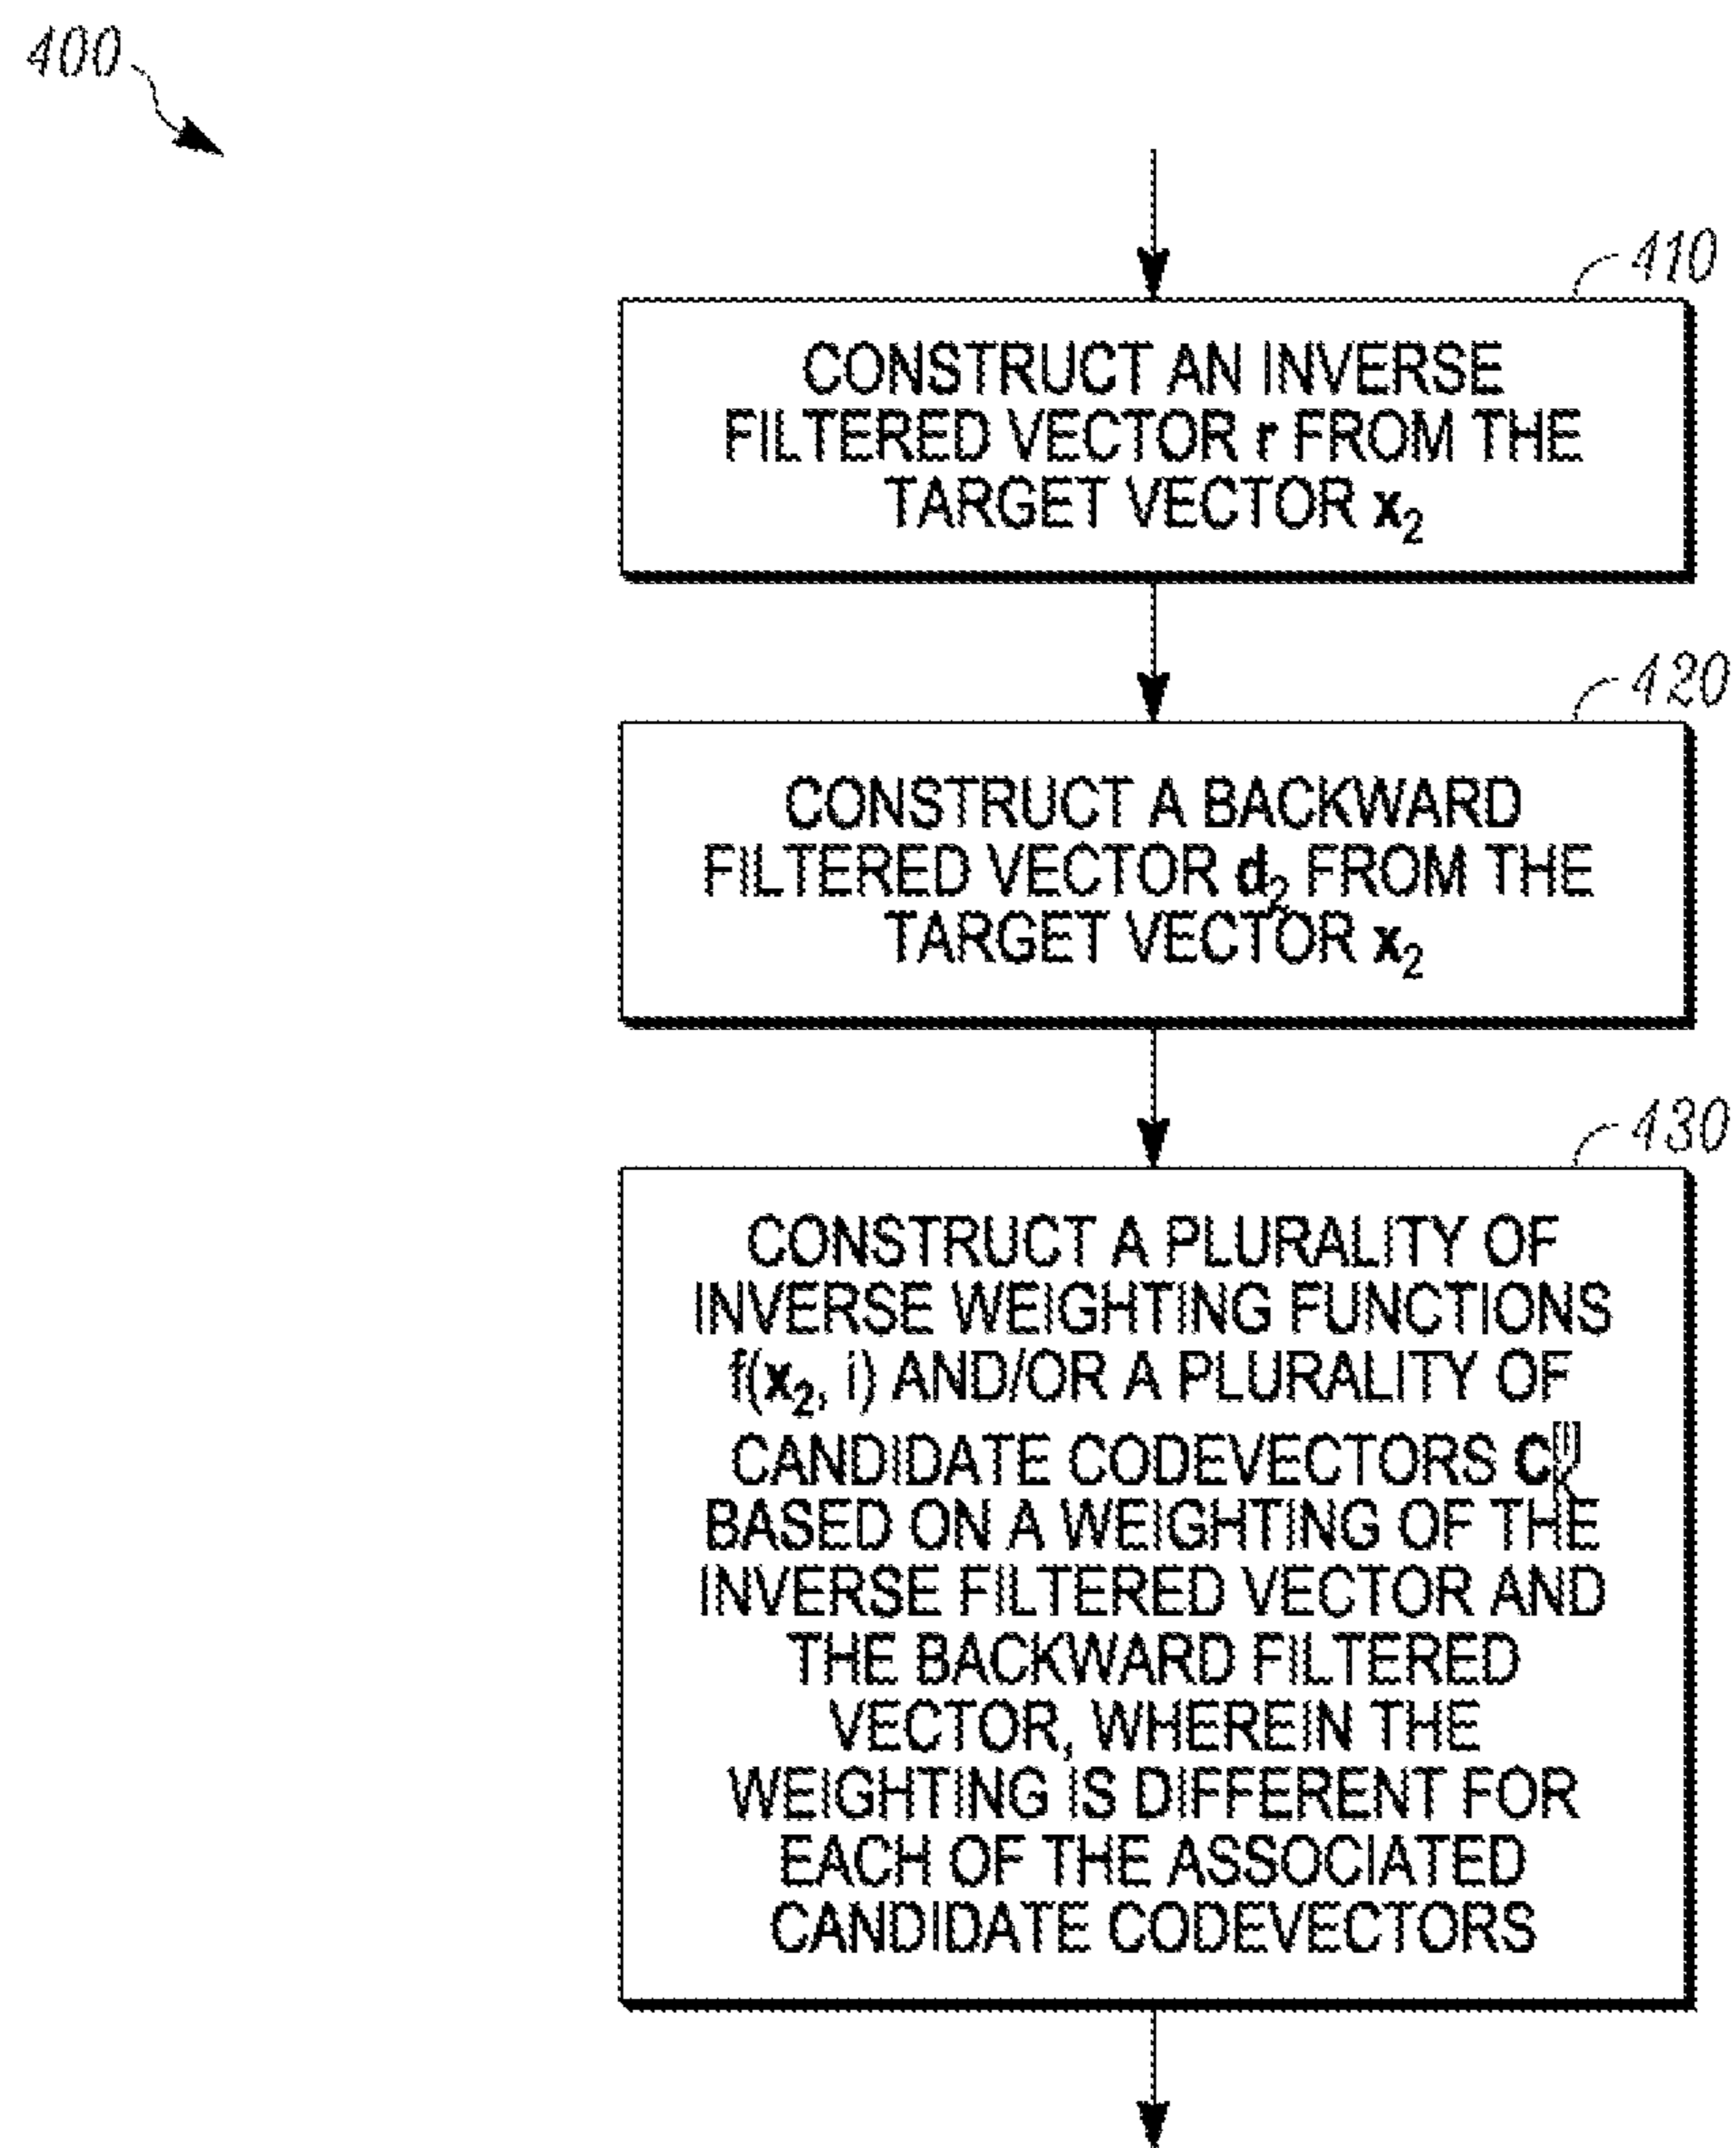 400
410
CONSTRUCT AN INVERSE
FILTERED VECTOR r FROM THE
TARGET VECTOR x₂
420
CONSTRUCT A BACKWARD
FILTERED VECTOR d₂ FROM THE
TARGET VECTOR x₂
430
CONSTRUCT A PLURALITY OF
INVERSE WEIGHTING FUNCTIONS
f(x₂, i) AND/OR A PLURALITY OF
CANDIDATE CODEVECTORS C
BASED ON A WEIGHTING OF THE
INVERSE FILTERED VECTOR AND
THE BACKWARD FILTERED
VECTOR, WHEREIN THE
WEIGHTING IS DIFFERENT FOR
EACH OF THE ASSOCIATED
CANDIDATE CODEVECTORS